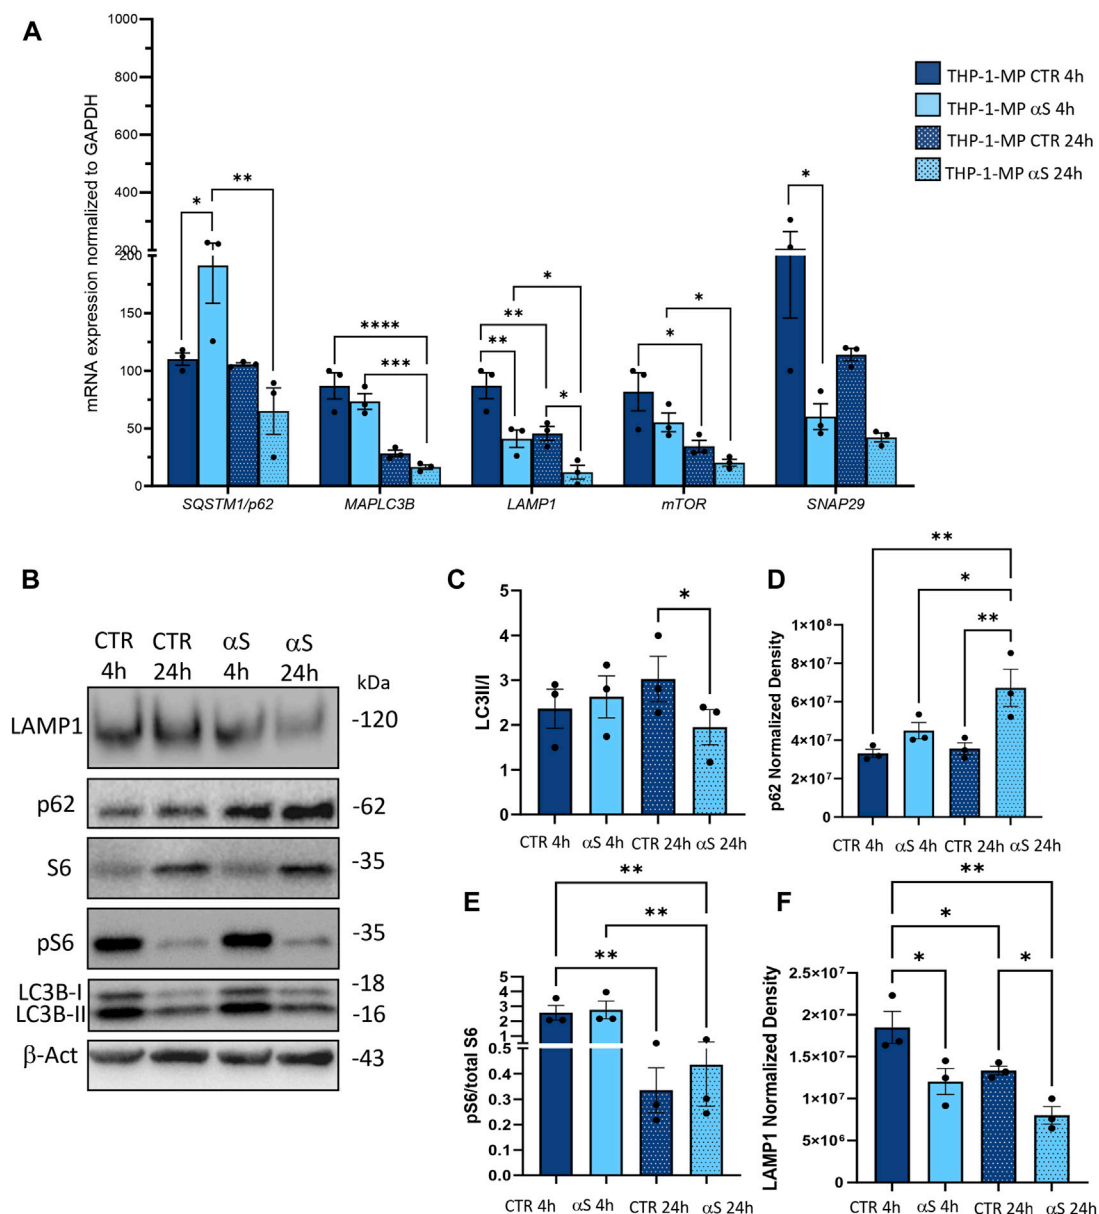 A
mRNA expression normalized to GAPDH
1000
800
600
400
200
200
150
100
50
0
* ** **** *** ** ** * * * * *
SQSTM1/p62 MAPLC3B LAMP1 mTOR SNAP29
THP-1-MP CTR 4h
THP-1-MP αS 4h
THP-1-MP CTR 24h
THP-1-MP αS 24h
B
CTR CTR αS αS
4h 24h 4h 24h
kDa
LAMP1 -120
p62 -62
S6 -35
pS6 -35
LC3B-I -18
LC3B-II -16
β-Act -43
C
LC3II/I
5
4
3
2
1
0
*
CTR 4h αS 4h CTR 24h αS 24h
D
p62 Normalized Density
1×10⁸
8×10⁷
6×10⁷
4×10⁷
2×10⁷
0
**
*
**
CTR 4h αS 4h CTR 24h αS 24h
E
pS6/total S6
5
4
3
2
1
0.5
0.4
0.3
0.2
0.1
0.0
**
**
**
CTR 4h αS 4h CTR 24h αS 24h
F
LAMP1 Normalized Density
2.5×10⁷
2×10⁷
1.5×10⁷
1×10⁷
5×10⁶
0
**
*
* *
CTR 4h αS 4h CTR 24h αS 24h